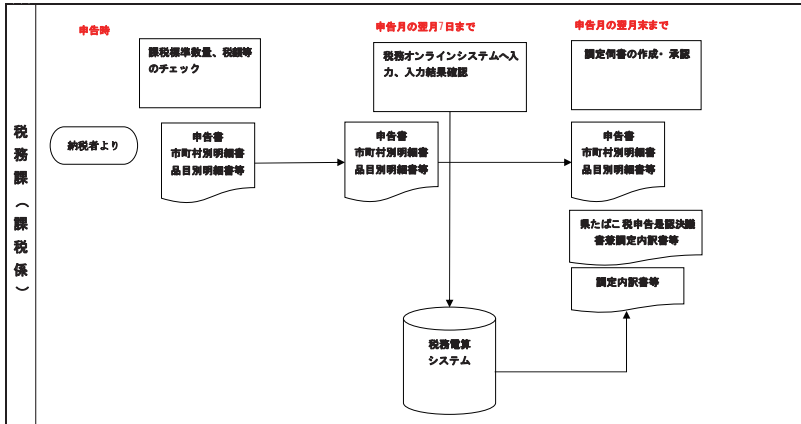 申告時
申告月の翌月7日まで
申告月の翌月末まで
課税標準数量、税額等
のチェック
税務オンラインシステムへ入
力、入力結果確認
調定伺書の作成・承認
税務課（課税係）
納税者より
申告書
市町村別明細書
品目別明細書等
申告書
市町村別明細書
品目別明細書等
申告書
市町村別明細書
品目別明細書等
県たばこ税申告是認決議
書兼調定内訳書等
調定内訳書等
税務電算
システム